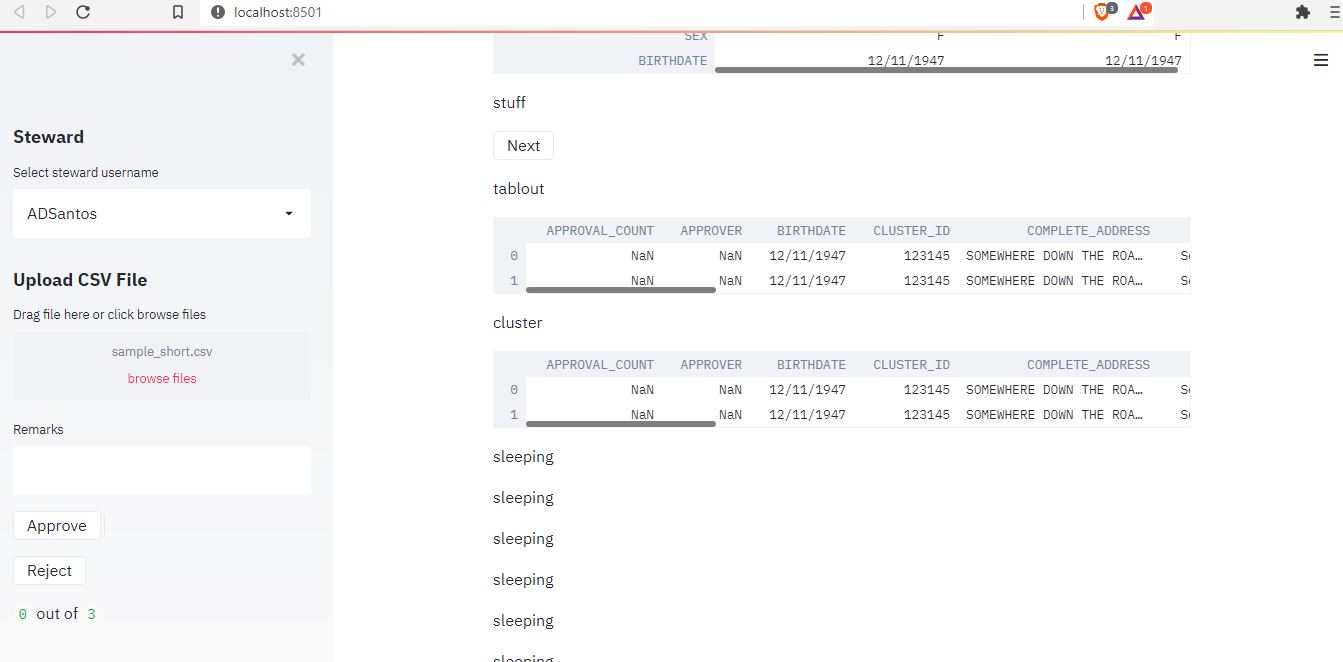 localhost:8501
3
1
Steward
Select steward username
ADSantos
Upload CSV File
Drag file here or click browse files
sample_short.csv
browse files
Remarks
Approve
Reject
0 out of 3
SEX F F
BIRTHDATE 12/11/1947 12/11/1947
stuff
Next
tablout
APPROVAL_COUNT APPROVER BIRTHDATE CLUSTER_ID COMPLETE_ADDRESS
0 NaN NaN 12/11/1947 123145 SOMEWHERE DOWN THE ROA…
1 NaN NaN 12/11/1947 123145 SOMEWHERE DOWN THE ROA…
cluster
APPROVAL_COUNT APPROVER BIRTHDATE CLUSTER_ID COMPLETE_ADDRESS
0 NaN NaN 12/11/1947 123145 SOMEWHERE DOWN THE ROA…
1 NaN NaN 12/11/1947 123145 SOMEWHERE DOWN THE ROA…
sleeping
sleeping
sleeping
sleeping
sleeping
sleeping